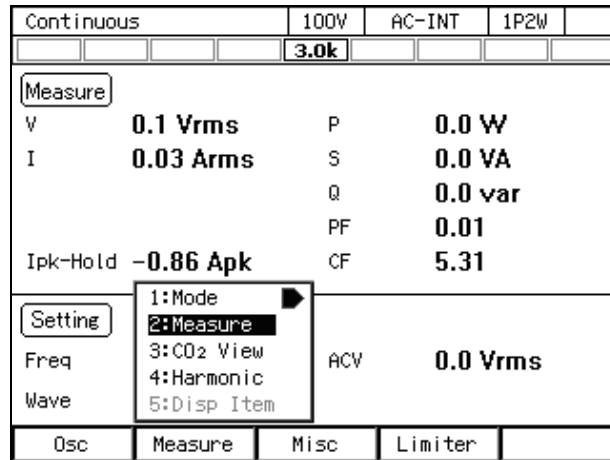 Continuous 100V AC-INT 1P2W
3.0k
Measure
V 0.1 Vrms P 0.0 W
I 0.03 Arms S 0.0 VA
Q 0.0 var
PF 0.01
Ipk-Hold -0.86 Apk CF 5.31
1:Mode
Setting 2:Measure
3:CO₂ View
Freq ACV 0.0 Vrms
4:Harmonic
Wave 5:Disp Item
Osc Measure Misc Limiter